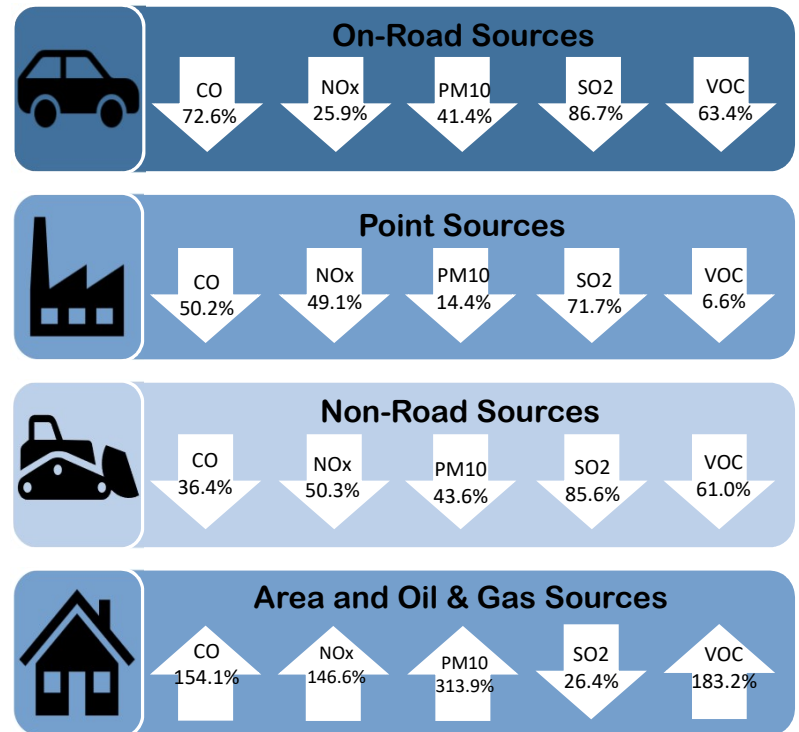 On-Road Sources
CO NOx PM10 SO2 VOC
72.6% 25.9% 41.4% 86.7% 63.4%
Point Sources
CO NOx PM10 SO2 VOC
50.2% 49.1% 14.4% 71.7% 6.6%
Non-Road Sources
CO NOx PM10 SO2 VOC
36.4% 50.3% 43.6% 85.6% 61.0%
Area and Oil & Gas Sources
CO NOx PM10 SO2 VOC
154.1% 146.6% 313.9% 26.4% 183.2%